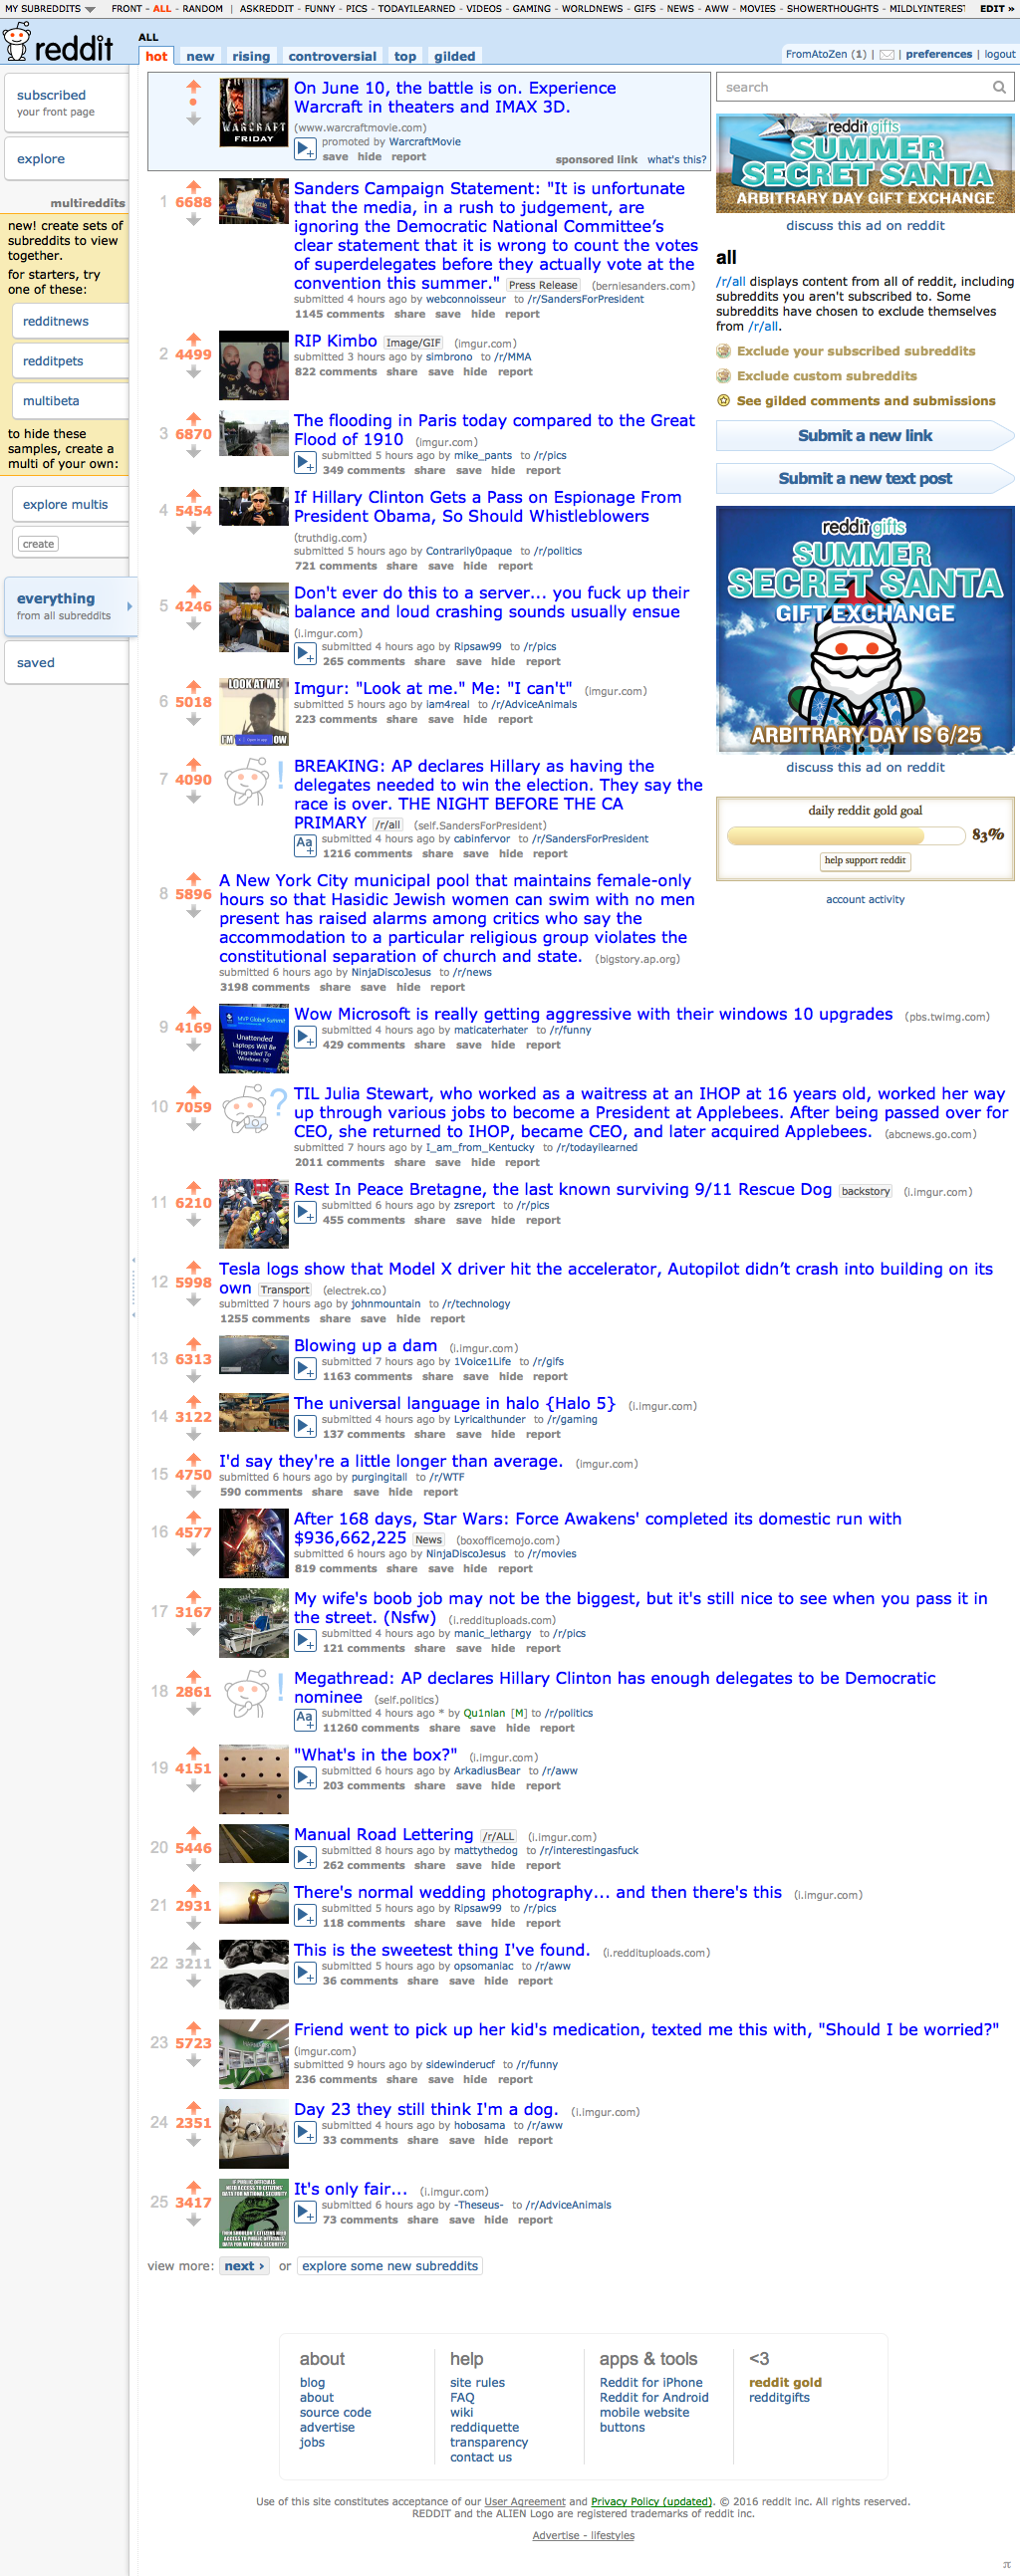 MY SUBREDDITS FRONT - ALL - RANDOM | ASKREDDIT - FUNNY - PICS - TODAYILEARNED - VIDEOS - GAMING - WORLDNEWS - GIFS - NEWS - AWW - MOVIES - SHOWERTHOUGHTS - MILDLYINTEREST EDIT »
reddit
ALL
hot new rising controversial top gilded
FromAtoZen (1) | | preferences | logout
subscribed
your front page
explore
multireddits
new! create sets of
subreddits to view
together.
for starters, try
one of these:
redditnews
redditpets
multibeta
to hide these
samples, create a
multi of your own:
explore multis
create
everything
from all subreddits
saved
WARCRAFT
FRIDAY
On June 10, the battle is on. Experience
Warcraft in theaters and IMAX 3D.
(www.warcraftmovie.com)
promoted by WarcraftMovie
save hide report
sponsored link what's this?
1 6688
Sanders Campaign Statement: "It is unfortunate
that the media, in a rush to judgement, are
ignoring the Democratic National Committee’s
clear statement that it is wrong to count the votes
of superdelegates before they actually vote at the
convention this summer." Press Release (berniesanders.com)
submitted 4 hours ago by webconnoisseur to /r/SandersForPresident
1145 comments share save hide report
2 4499
RIP Kimbo Image/GIF (imgur.com)
submitted 3 hours ago by simbrono to /r/MMA
822 comments share save hide report
3 6870
The flooding in Paris today compared to the Great
Flood of 1910 (imgur.com)
submitted 5 hours ago by mike_pants to /r/pics
349 comments share save hide report
4 5454
If Hillary Clinton Gets a Pass on Espionage From
President Obama, So Should Whistleblowers
(truthdig.com)
submitted 5 hours ago by Contrarily0paque to /r/politics
721 comments share save hide report
5 4246
Don't ever do this to a server... you fuck up their
balance and loud crashing sounds usually ensue
(i.imgur.com)
submitted 4 hours ago by Ripsaw99 to /r/pics
265 comments share save hide report
6 5018
LOOK AT ME
Imgur: "Look at me." Me: "I can't" (imgur.com)
submitted 5 hours ago by iam4real to /r/AdviceAnimals
223 comments share save hide report
7 4090
BREAKING: AP declares Hillary as having the
delegates needed to win the election. They say the
race is over. THE NIGHT BEFORE THE CA
PRIMARY /r/all (self.SandersForPresident)
Aa+ submitted 4 hours ago by cabinfervor to /r/SandersForPresident
1216 comments share save hide report
8 5896
A New York City municipal pool that maintains female-only
hours so that Hasidic Jewish women can swim with no men
present has raised alarms among critics who say the
accommodation to a particular religious group violates the
constitutional separation of church and state. (bigstory.ap.org)
submitted 6 hours ago by NinjaDiscoJesus to /r/news
3198 comments share save hide report
9 4169
MVP Global Summit
Unattended
Laptops Will Be
Upgraded To
Windows 10
Wow Microsoft is really getting aggressive with their windows 10 upgrades (pbs.twimg.com)
submitted 4 hours ago by maticaterhater to /r/funny
429 comments share save hide report
10 7059
TIL Julia Stewart, who worked as a waitress at an IHOP at 16 years old, worked her way
up through various jobs to become a President at Applebees. After being passed over for
CEO, she returned to IHOP, became CEO, and later acquired Applebees. (abcnews.go.com)
submitted 7 hours ago by I_am_from_Kentucky to /r/todayilearned
2011 comments share save hide report
11 6210
Rest In Peace Bretagne, the last known surviving 9/11 Rescue Dog backstory (i.imgur.com)
submitted 6 hours ago by zsreport to /r/pics
455 comments share save hide report
12 5998
Tesla logs show that Model X driver hit the accelerator, Autopilot didn’t crash into building on its
own Transport (electrek.co)
submitted 7 hours ago by johnmountain to /r/technology
1255 comments share save hide report
13 6313
Blowing up a dam (i.imgur.com)
submitted 7 hours ago by 1Voice1Life to /r/gifs
1163 comments share save hide report
14 3122
The universal language in halo {Halo 5} (i.imgur.com)
submitted 4 hours ago by Lyricalthunder to /r/gaming
137 comments share save hide report
15 4750
I'd say they're a little longer than average. (imgur.com)
submitted 6 hours ago by purgingitall to /r/WTF
590 comments share save hide report
16 4577
After 168 days, Star Wars: Force Awakens' completed its domestic run with
$936,662,225 News (boxofficemojo.com)
submitted 6 hours ago by NinjaDiscoJesus to /r/movies
819 comments share save hide report
17 3167
My wife's boob job may not be the biggest, but it's still nice to see when you pass it in
the street. (Nsfw) (i.reddituploads.com)
submitted 4 hours ago by manic_lethargy to /r/pics
121 comments share save hide report
18 2861
Megathread: AP declares Hillary Clinton has enough delegates to be Democratic
nominee (self.politics)
Aa+ submitted 4 hours ago * by Qu1nlan [M] to /r/politics
11260 comments share save hide report
19 4151
"What's in the box?" (i.imgur.com)
submitted 6 hours ago by ArkadiusBear to /r/aww
203 comments share save hide report
20 5446
Manual Road Lettering /r/ALL (i.imgur.com)
submitted 8 hours ago by mattythedog to /r/interestingasfuck
262 comments share save hide report
21 2931
There's normal wedding photography... and then there's this (i.imgur.com)
submitted 5 hours ago by Ripsaw99 to /r/pics
118 comments share save hide report
22 3211
This is the sweetest thing I've found. (i.reddituploads.com)
submitted 5 hours ago by opsomaniac to /r/aww
36 comments share save hide report
23 5723
Friend went to pick up her kid's medication, texted me this with, "Should I be worried?"
(imgur.com)
submitted 9 hours ago by sidewinderucf to /r/funny
236 comments share save hide report
24 2351
Day 23 they still think I'm a dog. (i.imgur.com)
submitted 4 hours ago by hobosama to /r/aww
33 comments share save hide report
25 3417
IF PUBLIC OFFICIALS
NEED ACCESS TO CITIZENS'
DATA FOR NATIONAL SECURITY
ACCESS TO PUBLIC OFFICIALS'
DATA FOR NATIONAL SECURITY?
It's only fair... (i.imgur.com)
submitted 6 hours ago by -Theseus- to /r/AdviceAnimals
73 comments share save hide report
view more: next › or explore some new subreddits
search
redditgifts
SUMMER
SECRET SANTA
ARBITRARY DAY GIFT EXCHANGE
discuss this ad on reddit
all
/r/all displays content from all of reddit, including
subreddits you aren't subscribed to. Some
subreddits have chosen to exclude themselves
from /r/all.
Exclude your subscribed subreddits
Exclude custom subreddits
See gilded comments and submissions
Submit a new link
Submit a new text post
redditgifts
SUMMER
SECRET SANTA
GIFT EXCHANGE
ARBITRARY DAY IS 6/25
discuss this ad on reddit
daily reddit gold goal
83%
help support reddit
account activity
about
blog
about
source code
advertise
jobs
help
site rules
FAQ
wiki
reddiquette
transparency
contact us
apps & tools
Reddit for iPhone
Reddit for Android
mobile website
buttons
<3
reddit gold
redditgifts
Use of this site constitutes acceptance of our User Agreement and Privacy Policy (updated). © 2016 reddit inc. All rights reserved.
REDDIT and the ALIEN Logo are registered trademarks of reddit inc.
Advertise - lifestyles
π